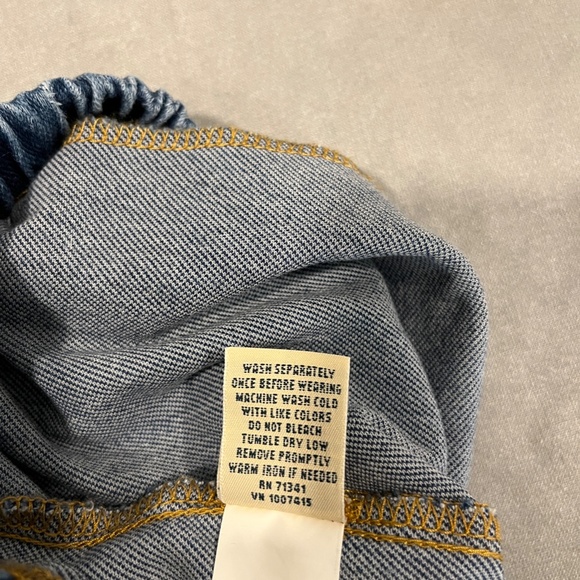 WASH SEPARATELY
ONCE BEFORE WEARING
MACHINE WASH COLD
WITH LIKE COLORS
DO NOT BLEACH
TUMBLE DRY LOW
REMOVE PROMPTLY
WARM IRON IF NEEDED
RN 71341
VN 1007415